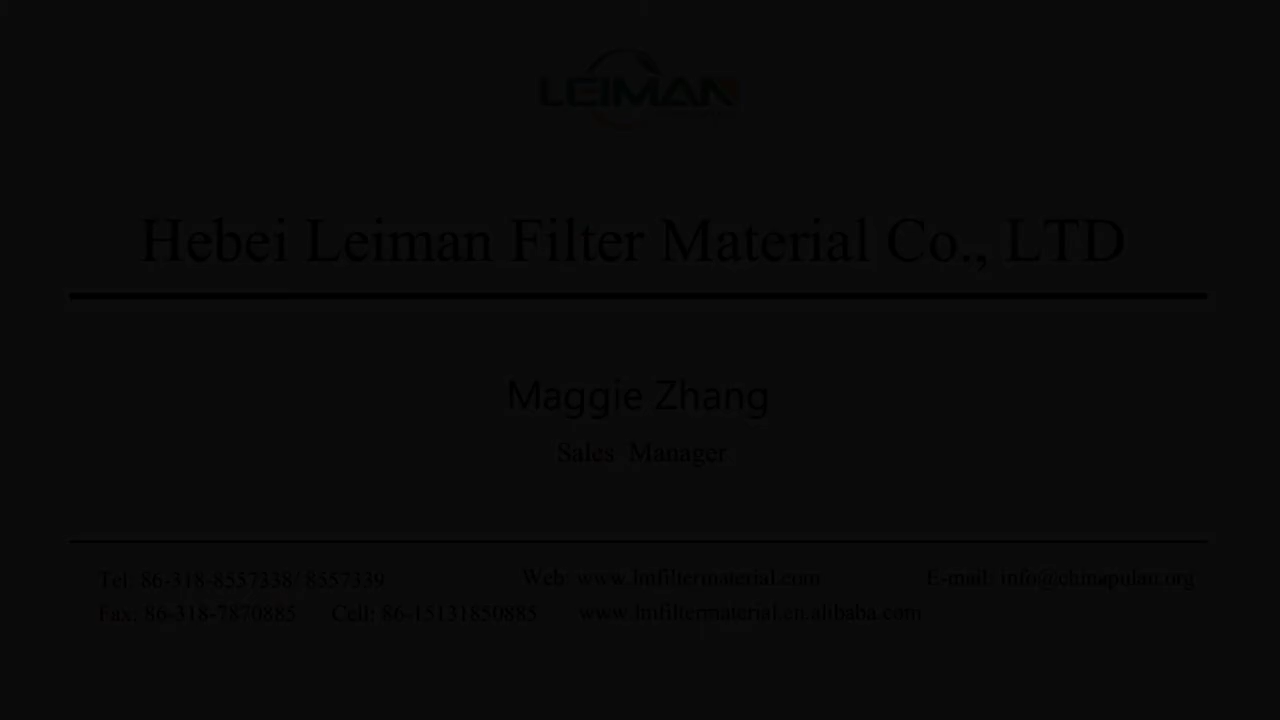 LEIMAN
Hebei Leiman Filter Material Co., LTD
Maggie Zhang
Sales Manager
Tel: 86-318-8557338/ 8557339 Web: www.lmfiltermaterial.com E-mail: info@chinapulan.org
Fax: 86-318-7870885 Cell: 86-15131850885 www.lmfiltermaterial.en.alibaba.com